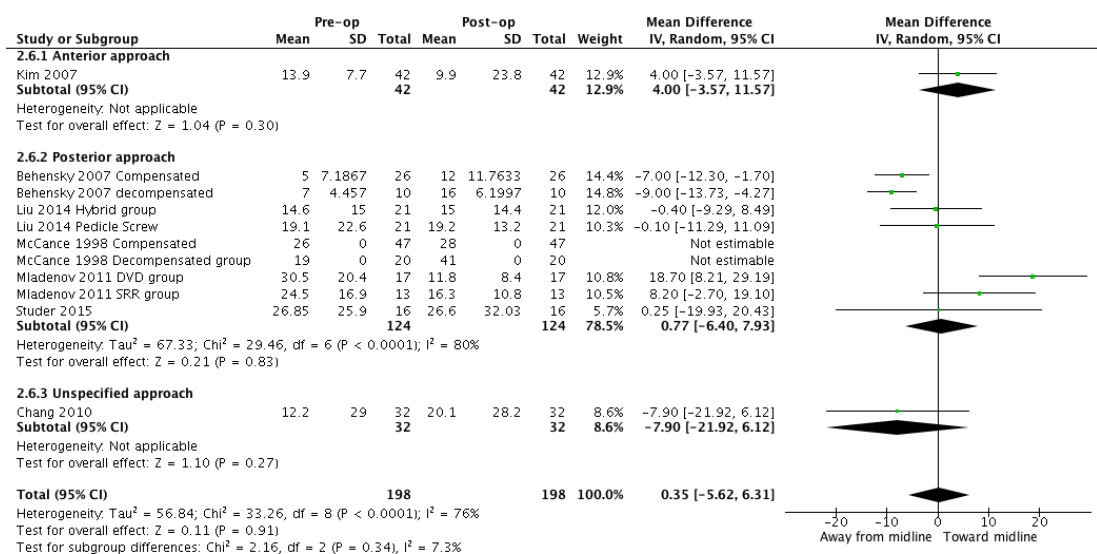 Pre-op Post-op Mean Difference Mean Difference
Study or Subgroup Mean SD Total Mean SD Total Weight IV, Random, 95% CI IV, Random, 95% CI
2.6.1 Anterior approach
Kim 2007 13.9 7.7 42 9.9 23.8 42 12.9% 4.00 [-3.57, 11.57]
Subtotal (95% CI) 42 42 12.9% 4.00 [-3.57, 11.57]
Heterogeneity: Not applicable
Test for overall effect: Z = 1.04 (P = 0.30)
2.6.2 Posterior approach
Behensky 2007 Compensated 5 7.1867 26 12 11.7633 26 14.4% -7.00 [-12.30, -1.70]
Behensky 2007 decompensated 7 4.457 10 16 6.1997 10 14.8% -9.00 [-13.73, -4.27]
Liu 2014 Hybrid group 14.6 15 21 15 14.4 21 12.0% -0.40 [-9.29, 8.49]
Liu 2014 Pedicle Screw 19.1 22.6 21 19.2 13.2 21 10.3% -0.10 [-11.29, 11.09]
McCance 1998 Compensated 26 0 47 28 0 47 Not estimable
McCance 1998 Decompensated group 19 0 20 41 0 20 Not estimable
Mladenov 2011 DVD group 30.5 20.4 17 11.8 8.4 17 10.8% 18.70 [8.21, 29.19]
Mladenov 2011 SRR group 24.5 16.9 13 16.3 10.8 13 10.5% 8.20 [-2.70, 19.10]
Studer 2015 26.85 25.9 16 26.6 32.03 16 5.7% 0.25 [-19.93, 20.43]
Subtotal (95% CI) 124 124 78.5% 0.77 [-6.40, 7.93]
Heterogeneity: Tau² = 67.33; Chi² = 29.46, df = 6 (P < 0.0001); I² = 80%
Test for overall effect: Z = 0.21 (P = 0.83)
2.6.3 Unspecified approach
Chang 2010 12.2 29 32 20.1 28.2 32 8.6% -7.90 [-21.92, 6.12]
Subtotal (95% CI) 32 32 8.6% -7.90 [-21.92, 6.12]
Heterogeneity: Not applicable
Test for overall effect: Z = 1.10 (P = 0.27)
Total (95% CI) 198 198 100.0% 0.35 [-5.62, 6.31]
Heterogeneity: Tau² = 56.84; Chi² = 33.26, df = 8 (P < 0.0001); I² = 76%
Test for overall effect: Z = 0.11 (P = 0.91)
Test for subgroup differences: Chi² = 2.16, df = 2 (P = 0.34), I² = 7.3%
-20 -10 0 10 20
Away from midline Toward midline